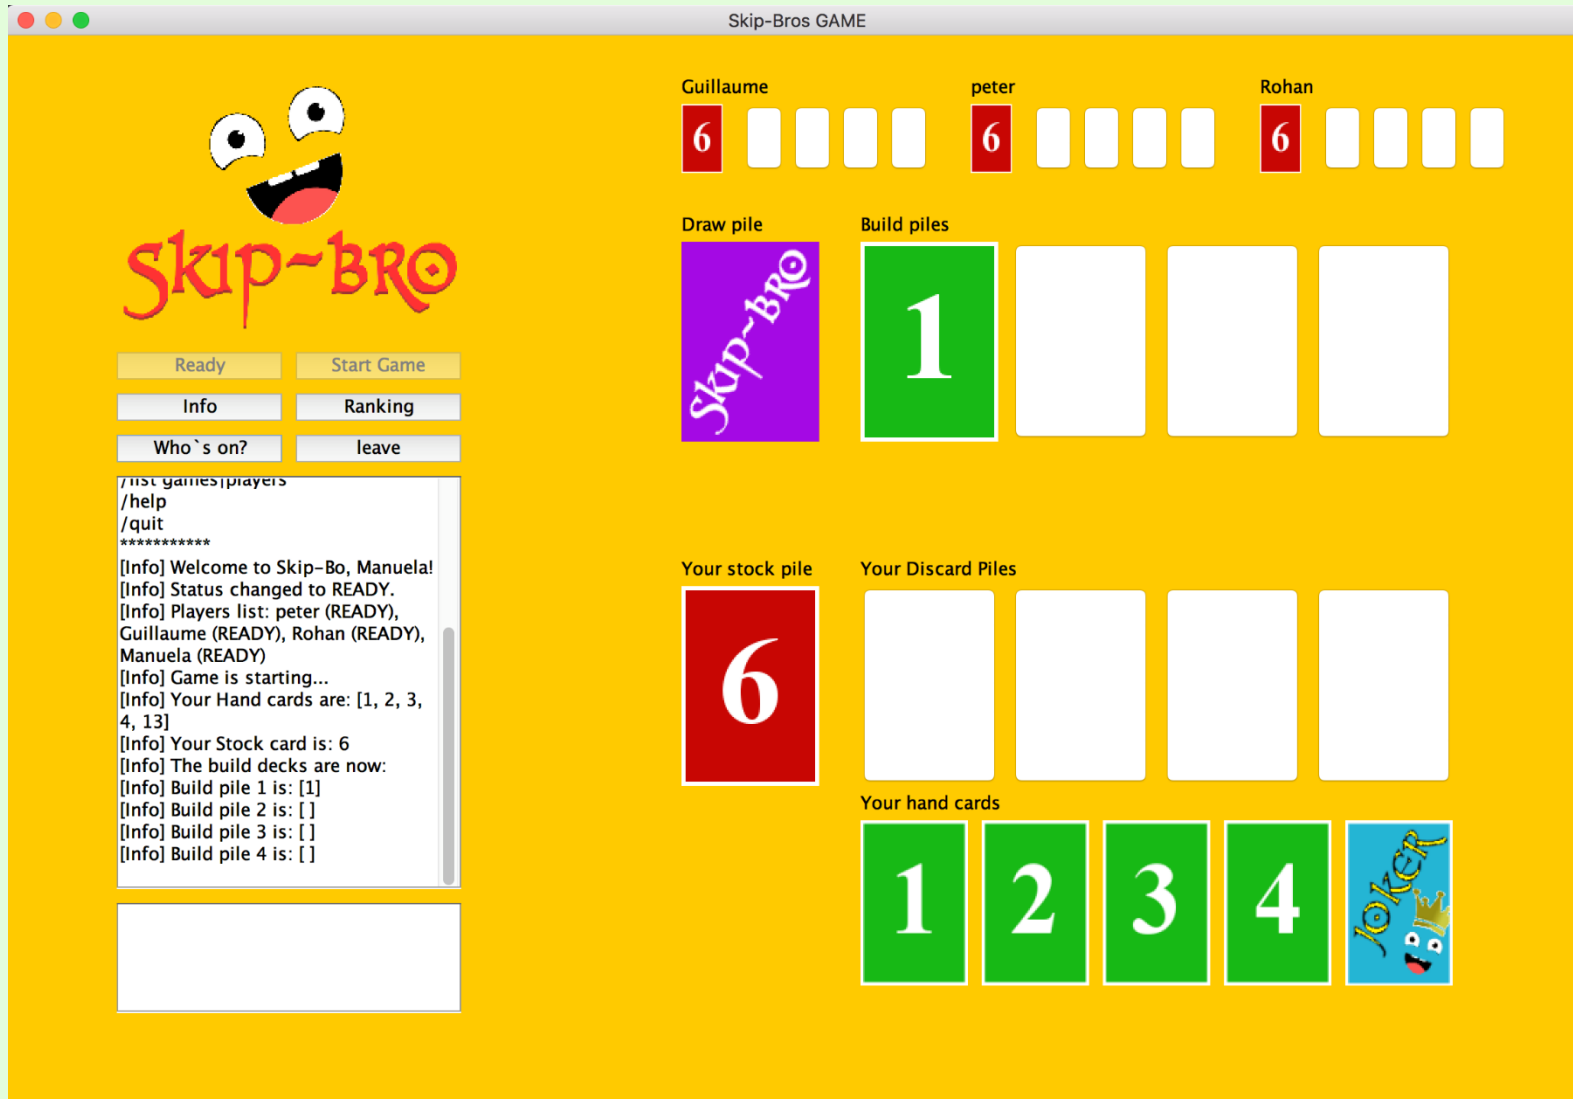 Skip-Bros GAME
Skip-BRO
Ready
Start Game
Info
Ranking
Who`s on?
leave
/list games|players
/help
/quit
***********
[Info] Welcome to Skip-Bo, Manuela!
[Info] Status changed to READY.
[Info] Players list: peter (READY),
Guillaume (READY), Rohan (READY),
Manuela (READY)
[Info] Game is starting...
[Info] Your Hand cards are: [1, 2, 3,
4, 13]
[Info] Your Stock card is: 6
[Info] The build decks are now:
[Info] Build pile 1 is: [1]
[Info] Build pile 2 is: [ ]
[Info] Build pile 3 is: [ ]
[Info] Build pile 4 is: [ ]
Guillaume
6
peter
6
Rohan
6
Draw pile
Skip-BRO
Build piles
1
Your stock pile
6
Your Discard Piles
Your hand cards
1
2
3
4
JOKER